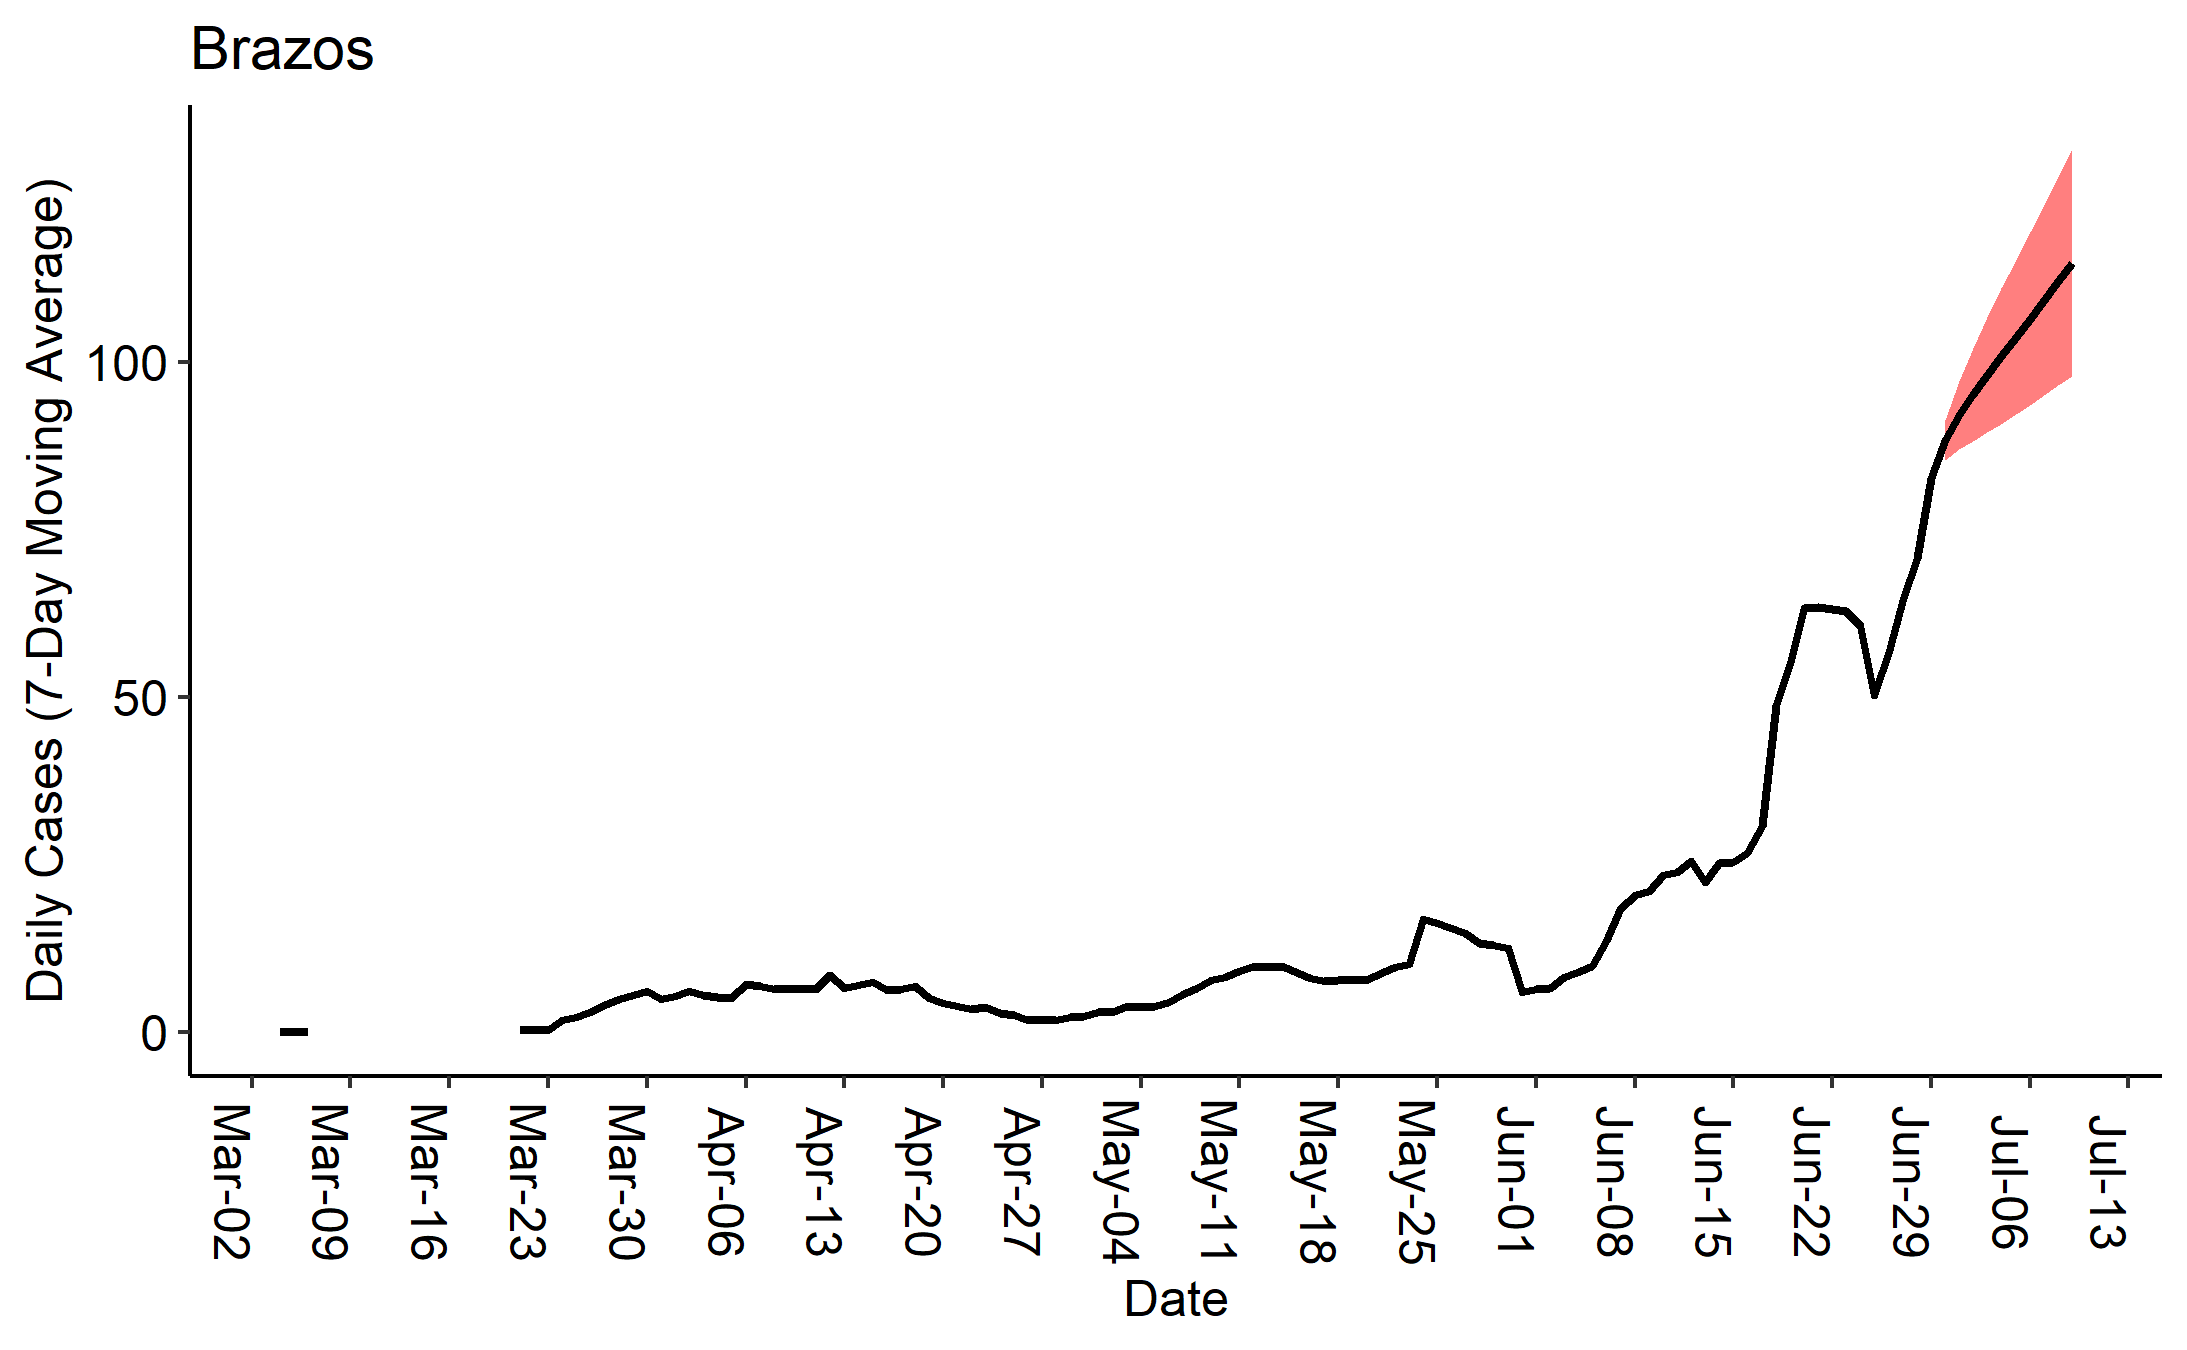 Brazos
Daily Cases (7-Day Moving Average)
100
50
0
Mar-02
Mar-09
Mar-16
Mar-23
Mar-30
Apr-06
Apr-13
Apr-20
Apr-27
May-04
May-11
May-18
May-25
Jun-01
Jun-08
Jun-15
Jun-22
Jun-29
Jul-06
Jul-13
Date